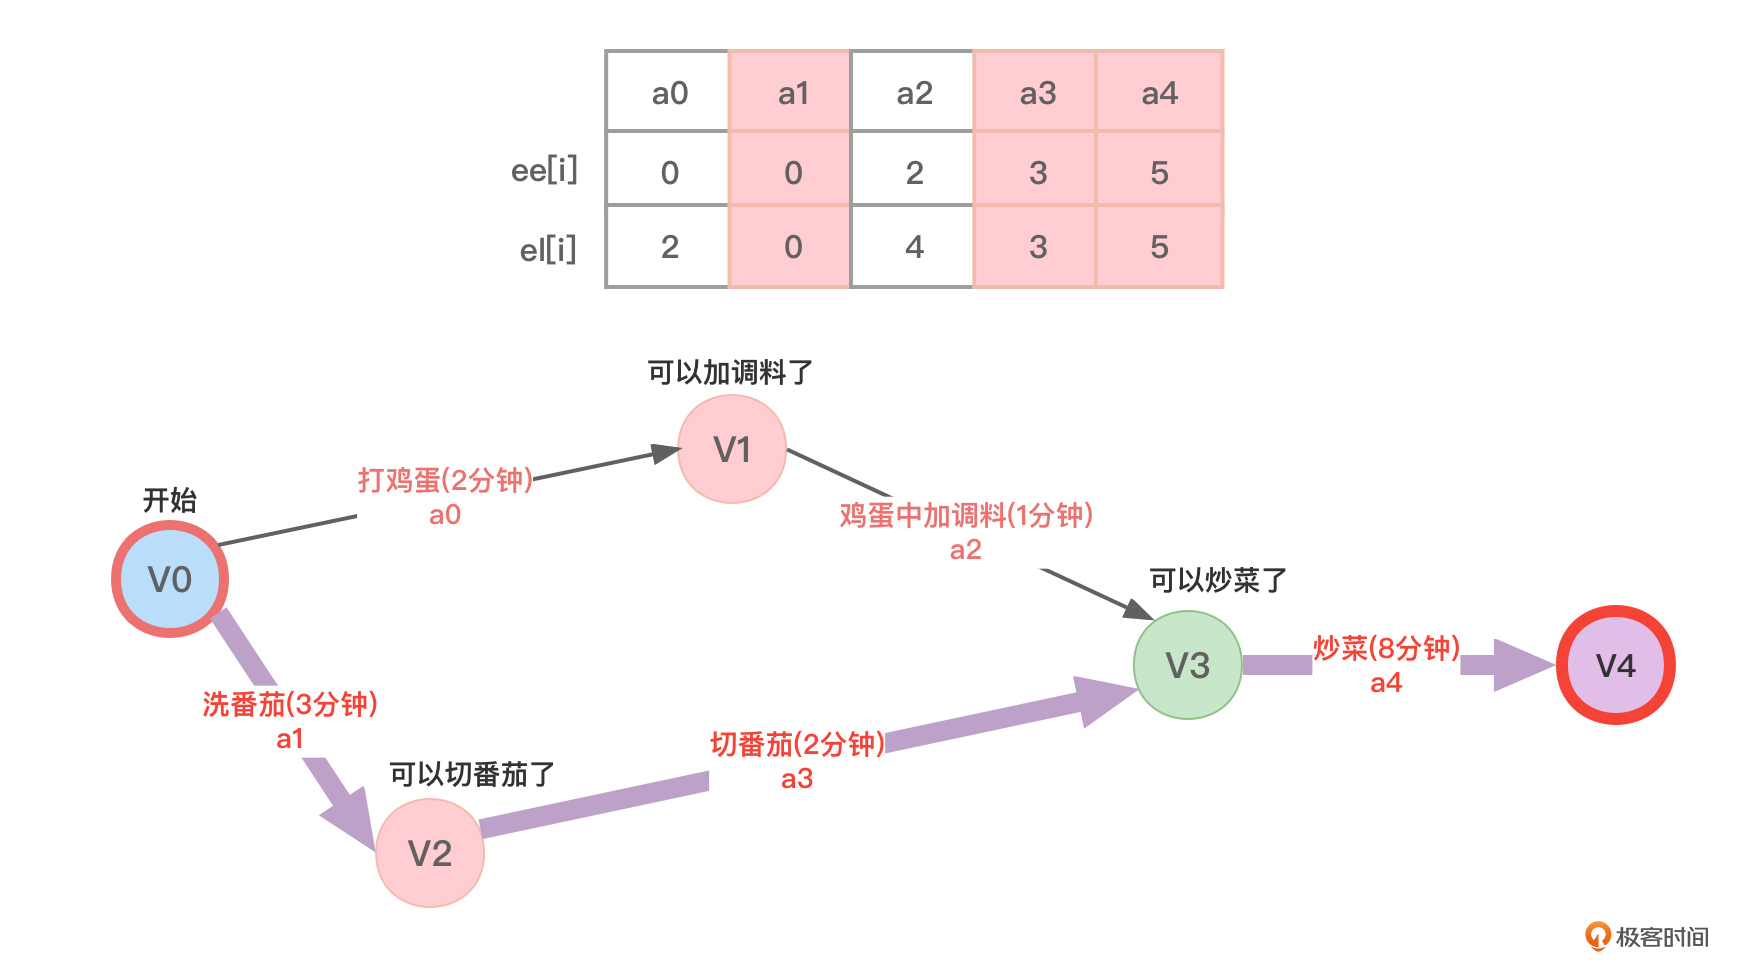 a0 a1 a2 a3 a4
ee[i] 0 0 2 3 5
el[i] 2 0 4 3 5
可以加调料了
V1
打鸡蛋(2分钟)
a0
开始
V0
鸡蛋中加调料(1分钟)
a2
可以炒菜了
V3
炒菜(8分钟)
a4
V4
洗番茄(3分钟)
a1
可以切番茄了
V2
切番茄(2分钟)
a3
极客时间